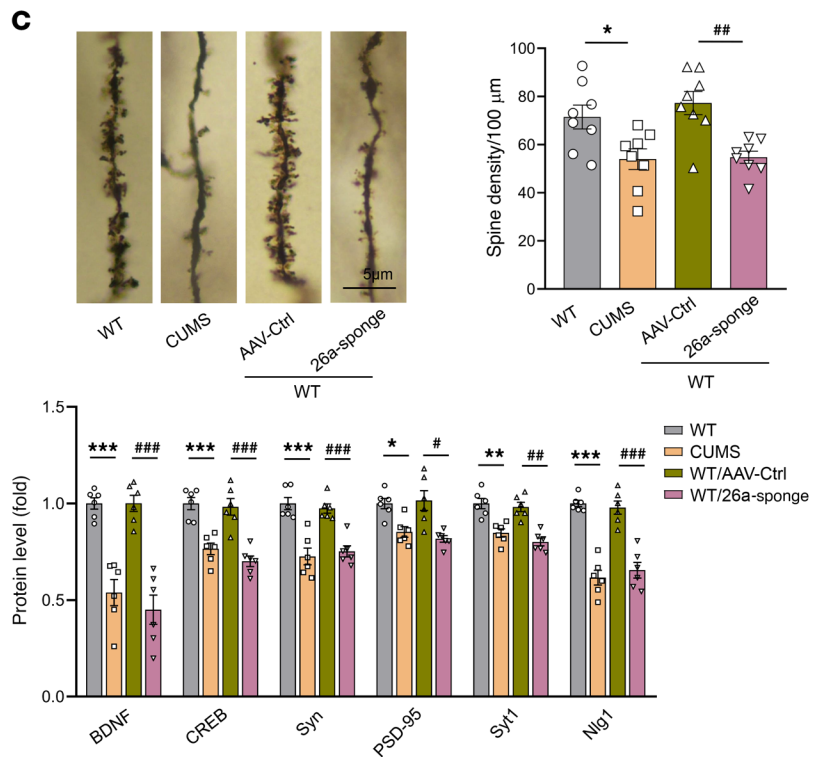 C
5μm
WT
CUMS
AAV-Ctrl
26a-sponge
WT
Spine density/100 μm
100
80
60
40
20
0
*
##
WT
CUMS
AAV-Ctrl
26a-sponge
WT
Protein level (fold)
1.5
1.0
0.5
0.0
*** ### *** ### *** ### * # ** ## *** ###
BDNF
CREB
Syn
PSD-95
Syt1
Nlg1
WT
CUMS
WT/AAV-Ctrl
WT/26a-sponge